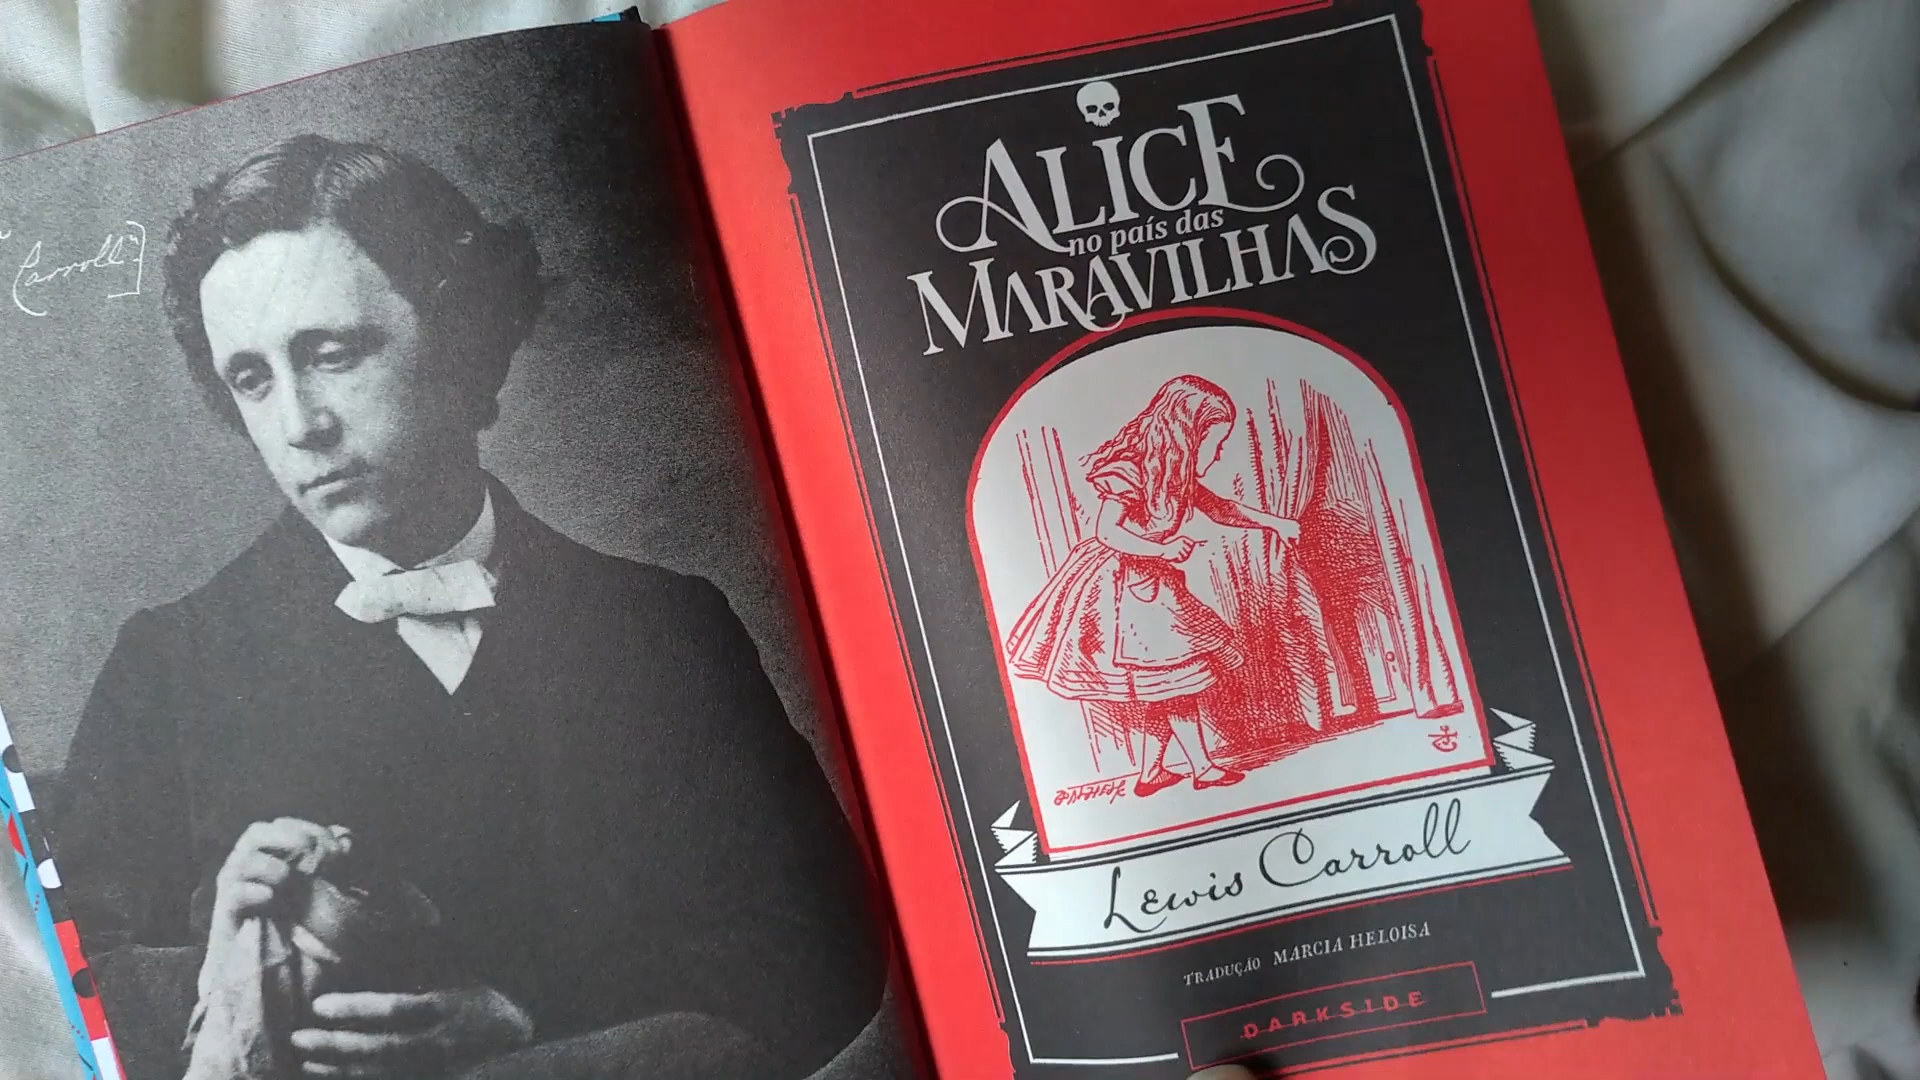 Carroll"]
ALICE
no país das
MARAVILHAS
Lewis Carroll
TRADUÇÃO MARCIA HELOISA
DARKSIDE